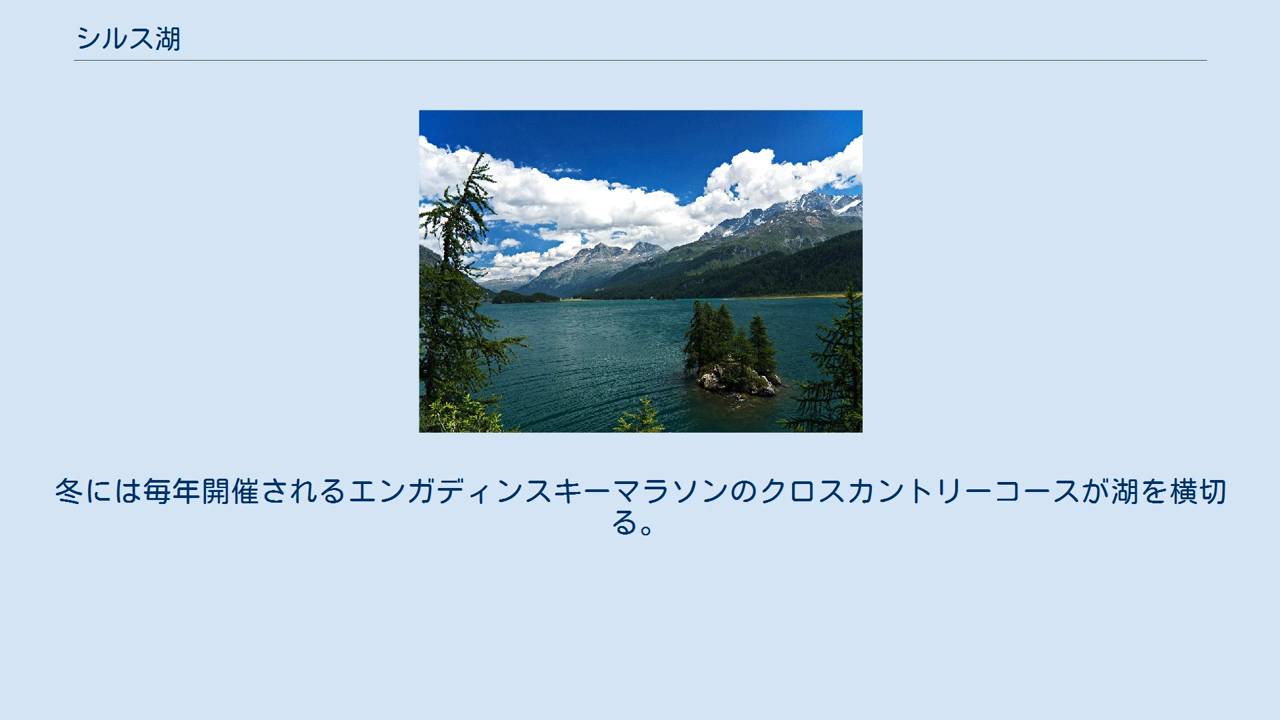 シルス湖
冬には毎年開催されるエンガディンスキーマラソンのクロスカントリーコースが湖を横切
る。